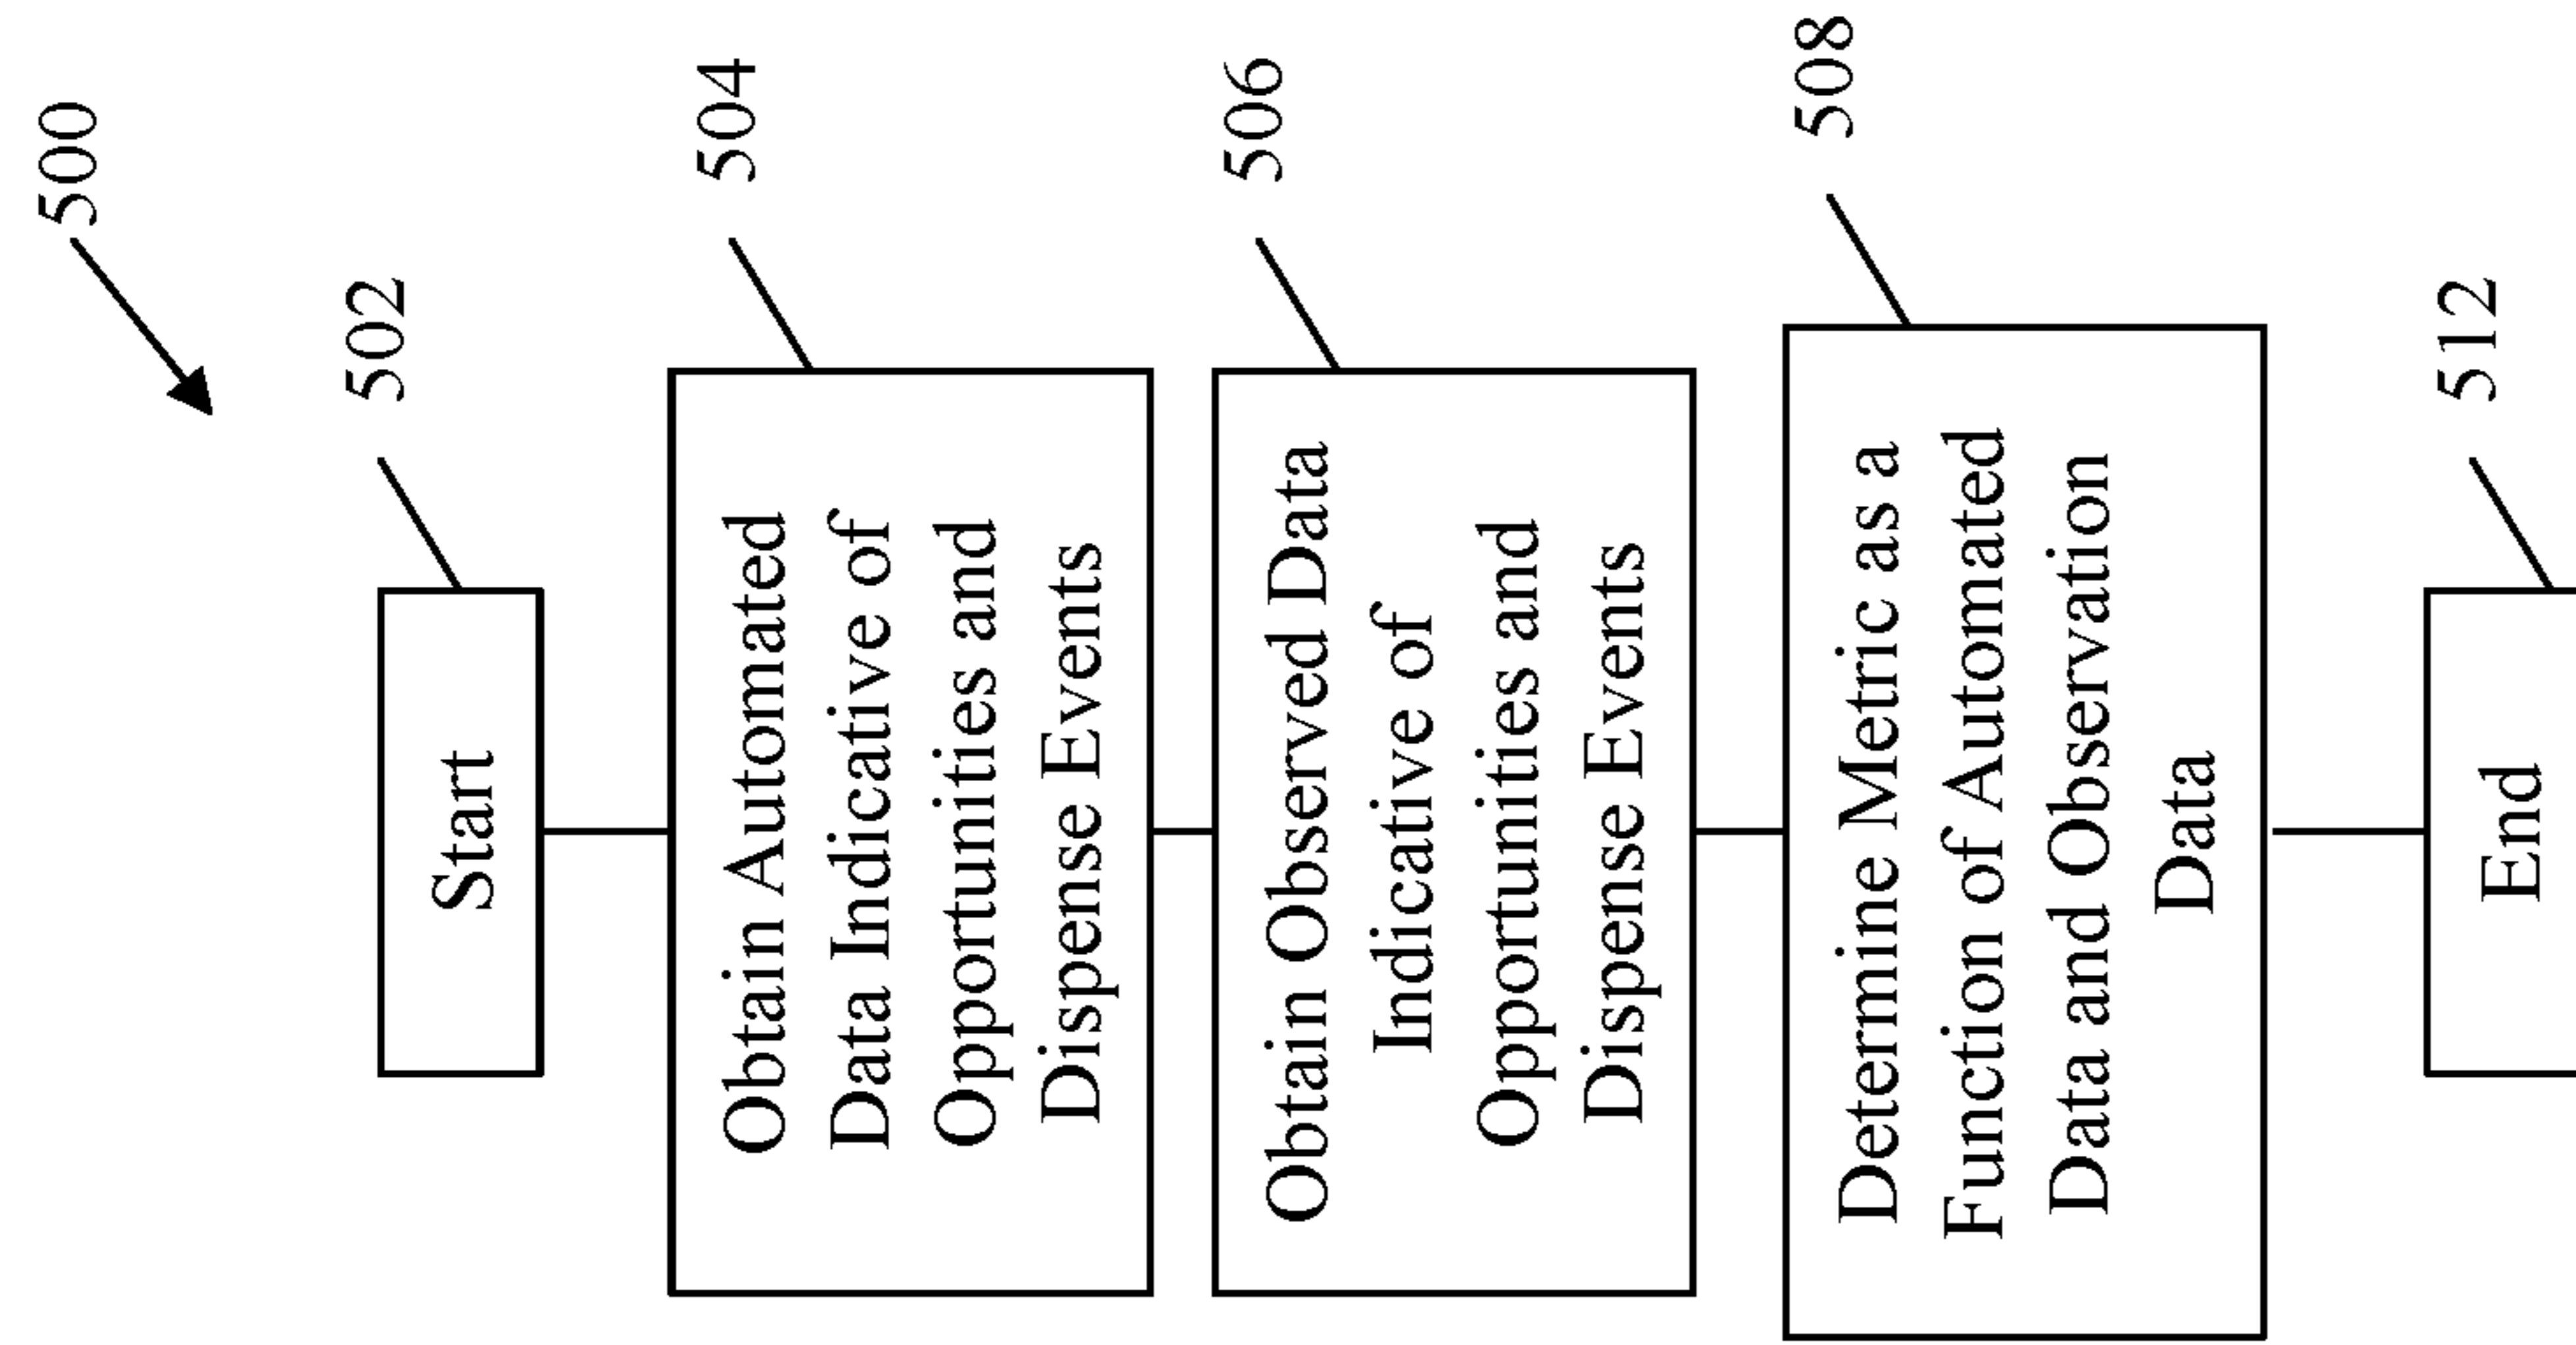 500
502
Start
504
Obtain Automated
Data Indicative of
Opportunities and
Dispense Events
506
Obtain Observed Data
Indicative of
Opportunities and
Dispense Events
508
Determine Metric as a
Function of Automated
Data and Observation
Data
512
End